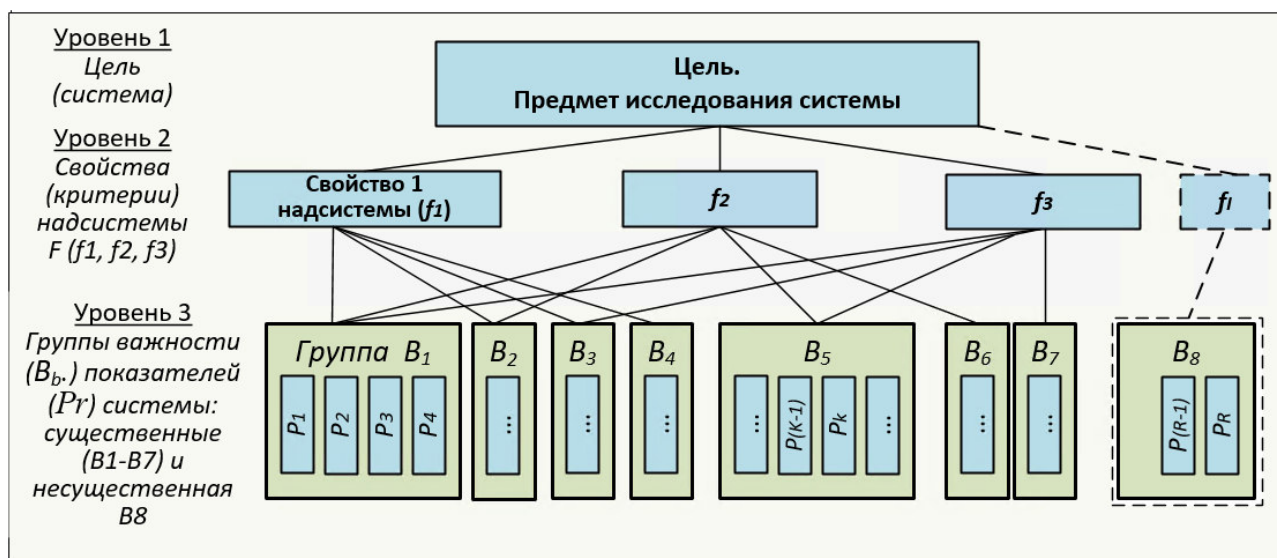 Уровень 1
Цель
(система)
Цель.
Предмет исследования системы
Уровень 2
Свойства
(критерии)
надсистемы
F (f1, f2, f3)
Свойство 1
надсистемы (f1)
f2
f3
fI
Уровень 3
Группы важности
(Bb.) показателей
(Pr) системы:
существенные
(B1-B7) и
несущественная
B8
Группа B1
P1
P2
P3
P4
B2
...
B3
...
B4
...
B5
...
P(K-1)
Pk
...
B6
...
B7
...
B8
P(R-1)
PR